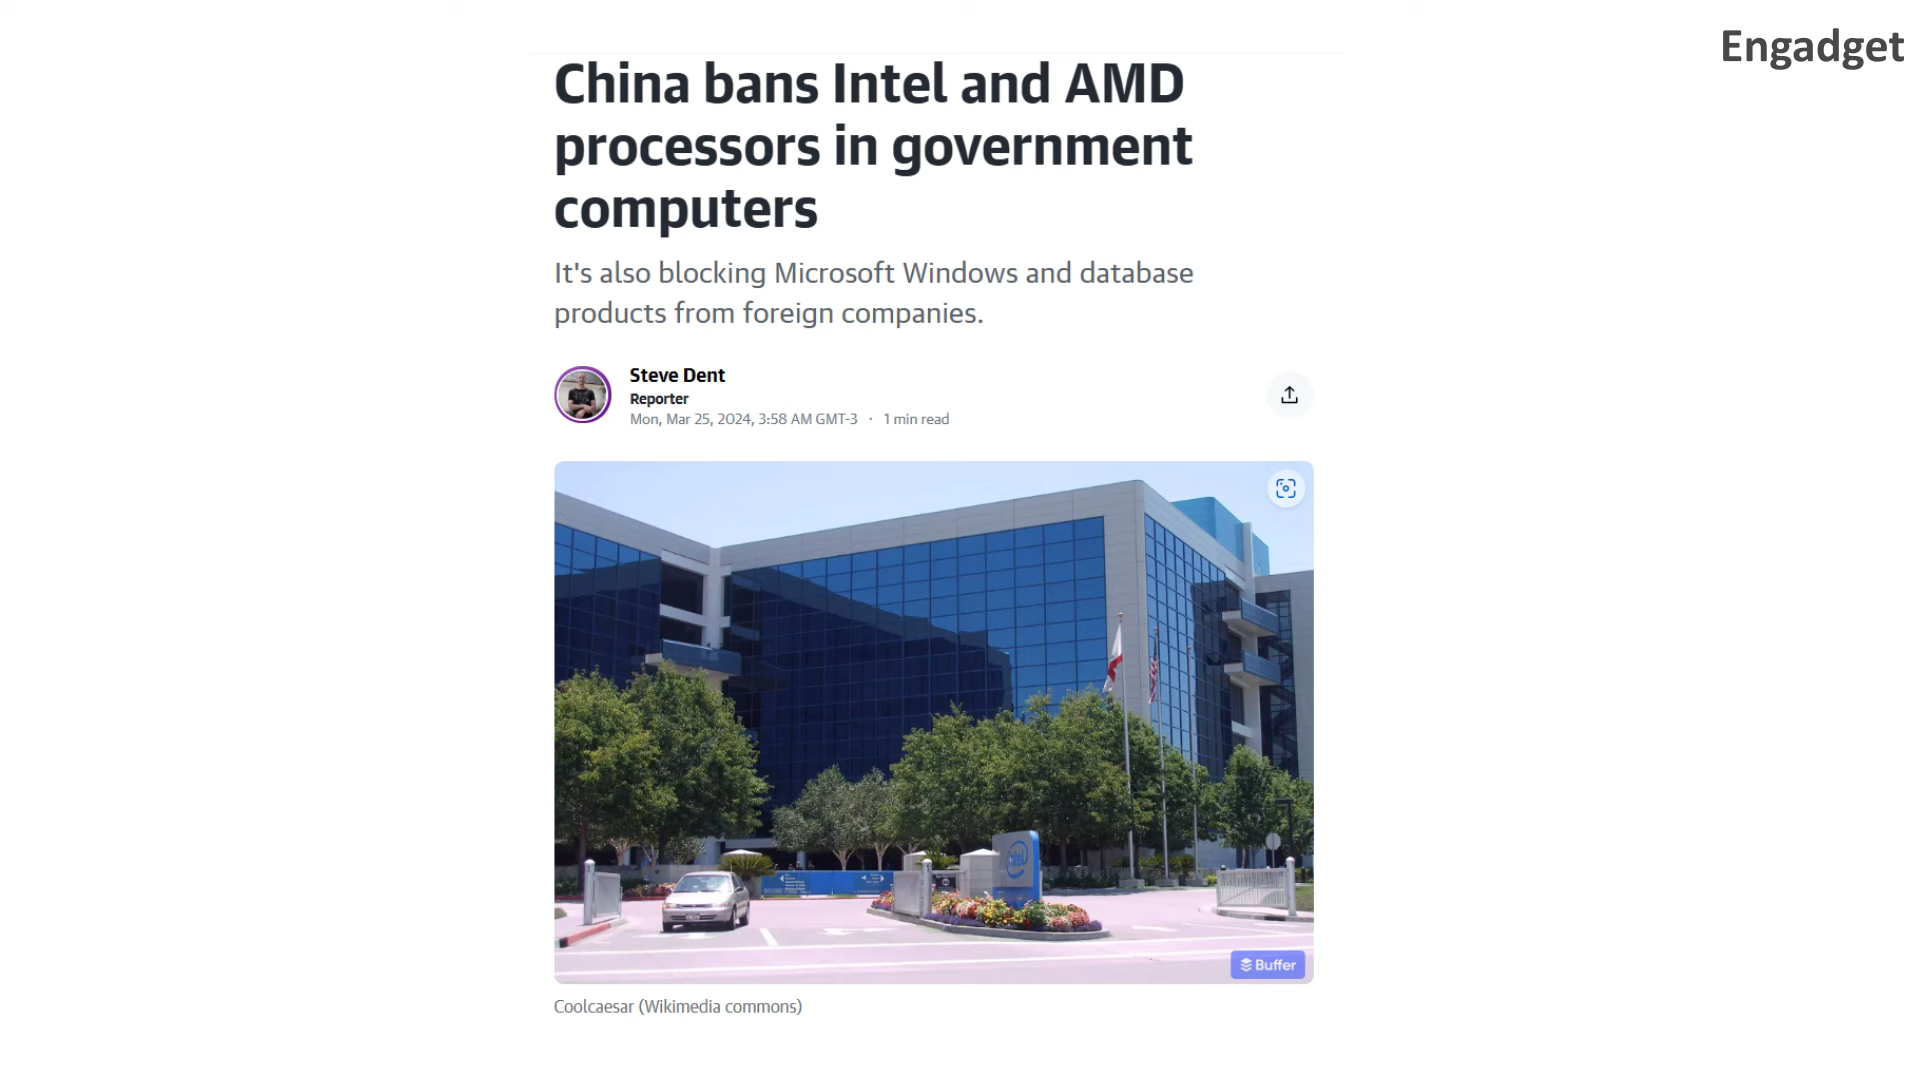 Engadget
China bans Intel and AMD
processors in government
computers
It's also blocking Microsoft Windows and database
products from foreign companies.
Steve Dent
Reporter
Mon, Mar 25, 2024, 3:58 AM GMT-3 · 1 min read
intel
Buffer
Coolcaesar (Wikimedia commons)